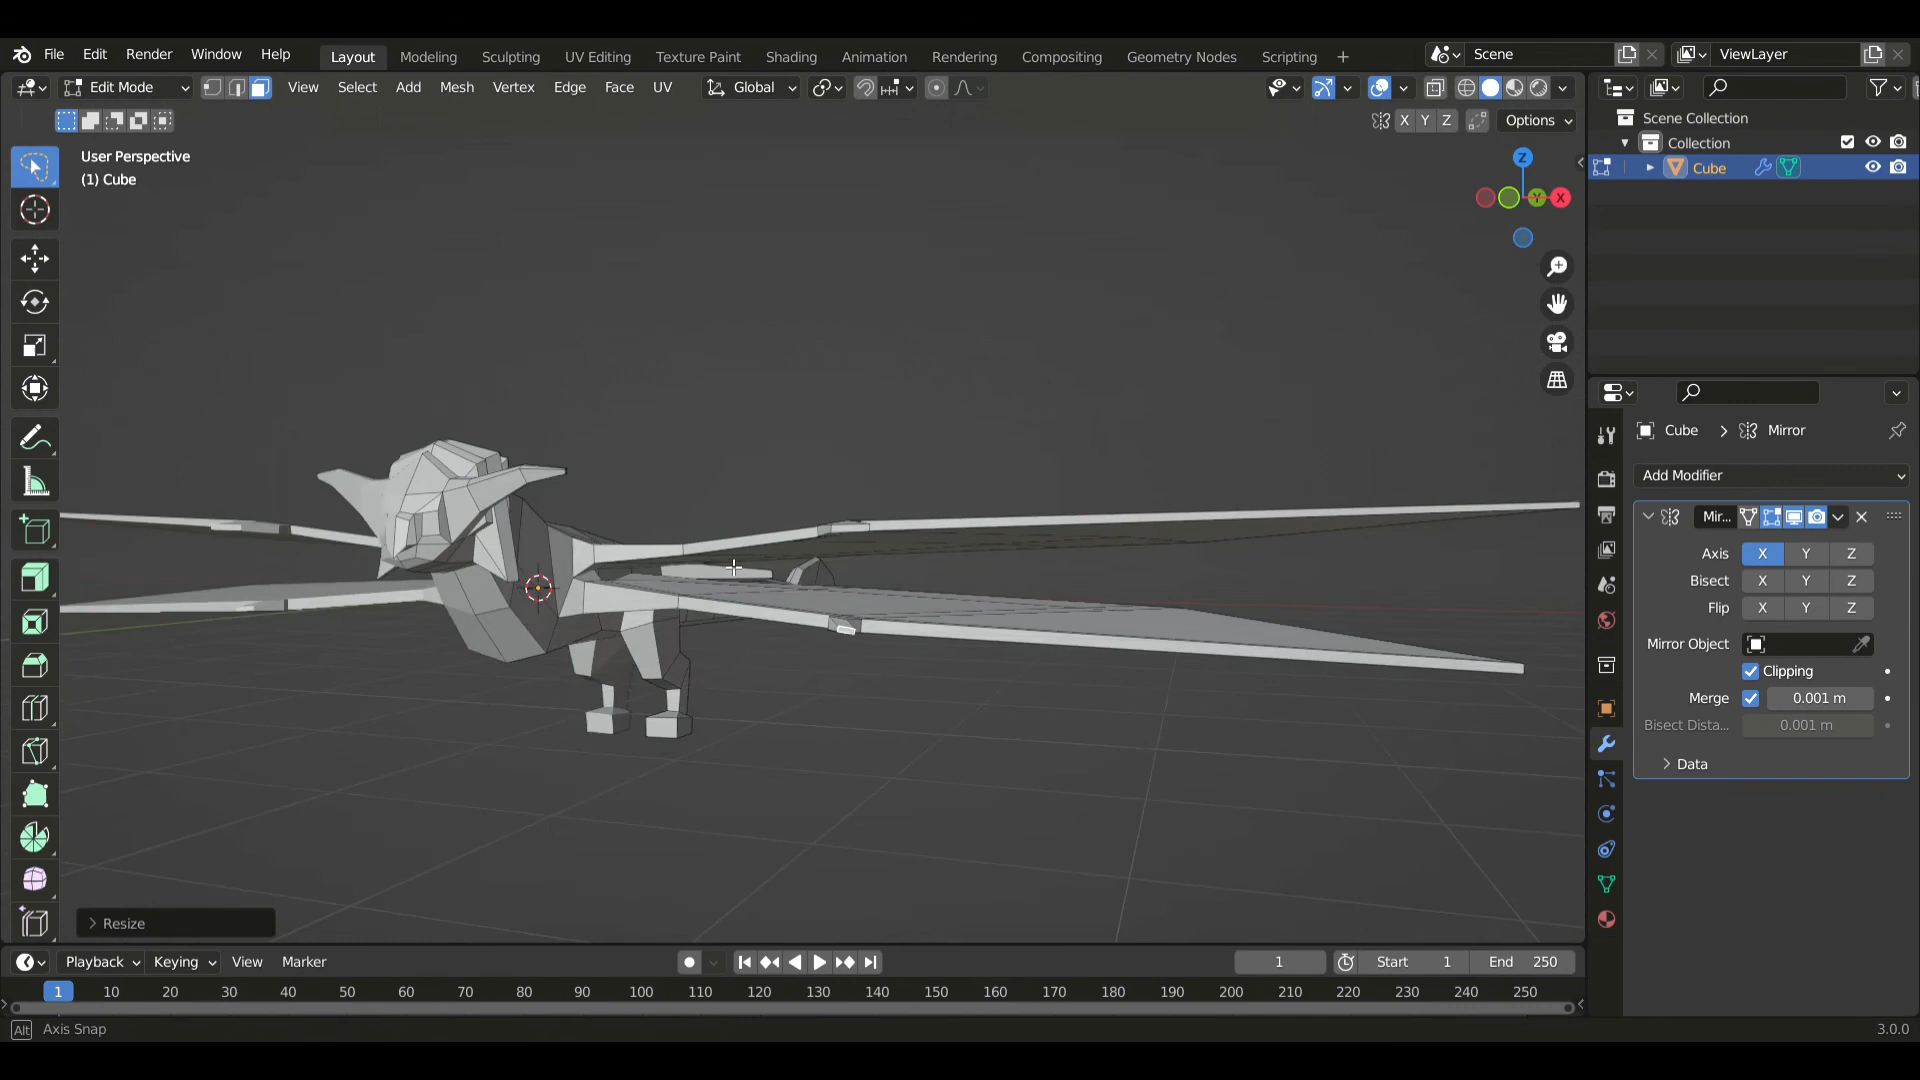 File Edit Render Window Help Layout Modeling Sculpting UV Editing Texture Paint Shading Animation Rendering Compositing Geometry Nodes Scripting + Scene ViewLayer
Edit Mode View Select Add Mesh Vertex Edge Face UV Global
X Y Z Options
User Perspective
(1) Cube
Z
Y X
Scene Collection
Collection
Cube
Cube > Mirror
Add Modifier
Mir...
Axis X Y Z
Bisect X Y Z
Flip X Y Z
Mirror Object
Clipping
Merge 0.001 m
Bisect Dista... 0.001 m
Data
Resize
Playback Keying View Marker 1 Start 1 End 250
1 10 20 30 40 50 60 70 80 90 100 110 120 130 140 150 160 170 180 190 200 210 220 230 240 250
Alt Axis Snap 3.0.0